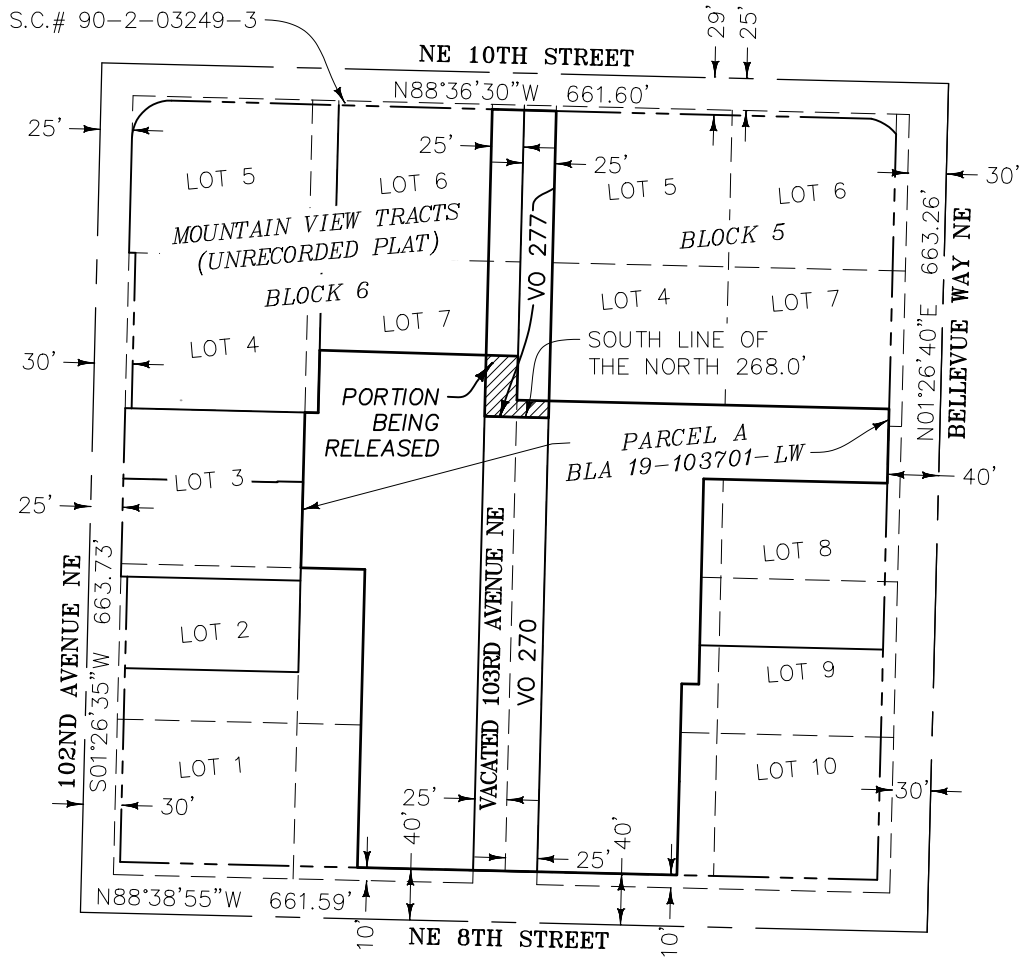 S.C.# 90-2-03249-3
29'
25'
NE 10TH STREET
N88°36'30"W 661.60'
25'
25'
25'
30'
LOT 5
LOT 6
LOT 5
LOT 6
MOUNTAIN VIEW TRACTS
(UNRECORDED PLAT)
BLOCK 6
VO 277
BLOCK 5
LOT 4
LOT 7
LOT 4
LOT 7
N01°26'40"E 663.26'
BELLEVUE WAY NE
30'
SOUTH LINE OF
THE NORTH 268.0'
PORTION
BEING
RELEASED
PARCEL A
BLA 19-103701-LW
LOT 3
40'
25'
102ND AVENUE NE
S01°26'35"W 663.73'
VACATED 103RD AVENUE NE
VO 270
LOT 8
LOT 2
LOT 9
LOT 1
LOT 10
30'
25'
40'
40'
30'
25'
N88°38'55"W 661.59'
10'
10'
NE 8TH STREET